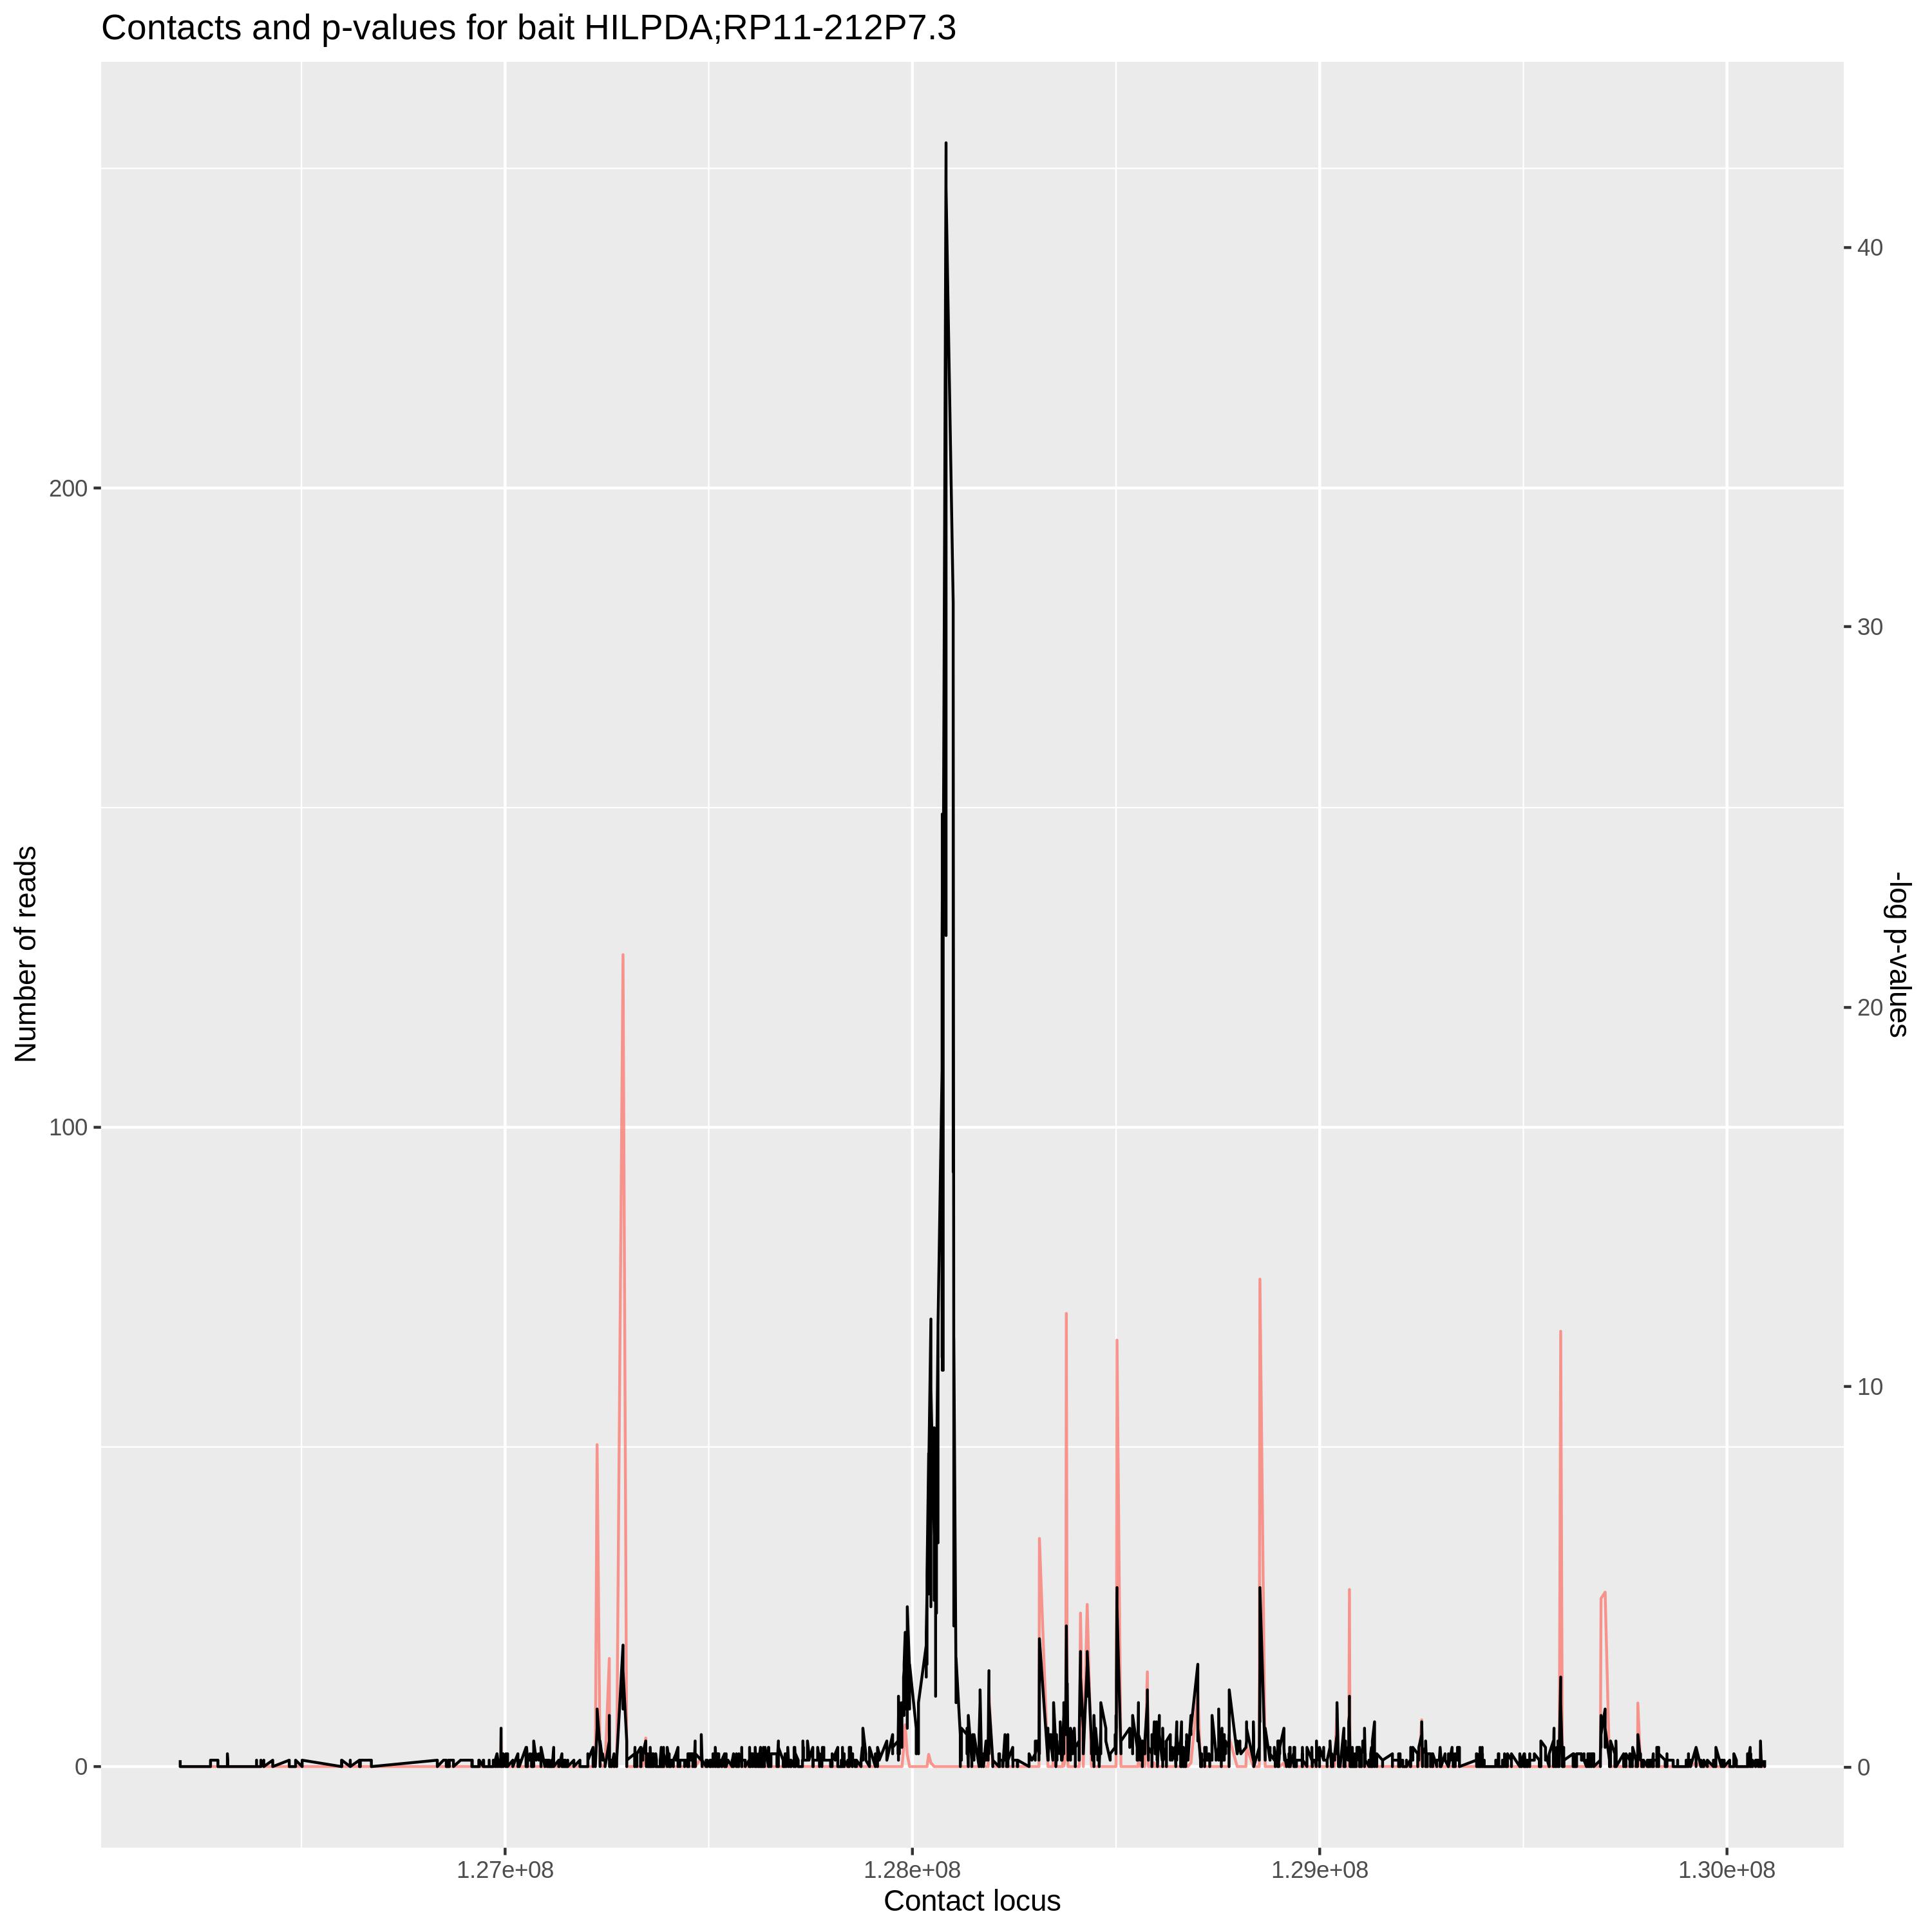 Contacts and p-values for bait HILPDA;RP11-212P7.3
Number of reads
200
100
0
40
30
20
10
0
-log p-values
1.27e+08
1.28e+08
1.29e+08
1.30e+08
Contact locus